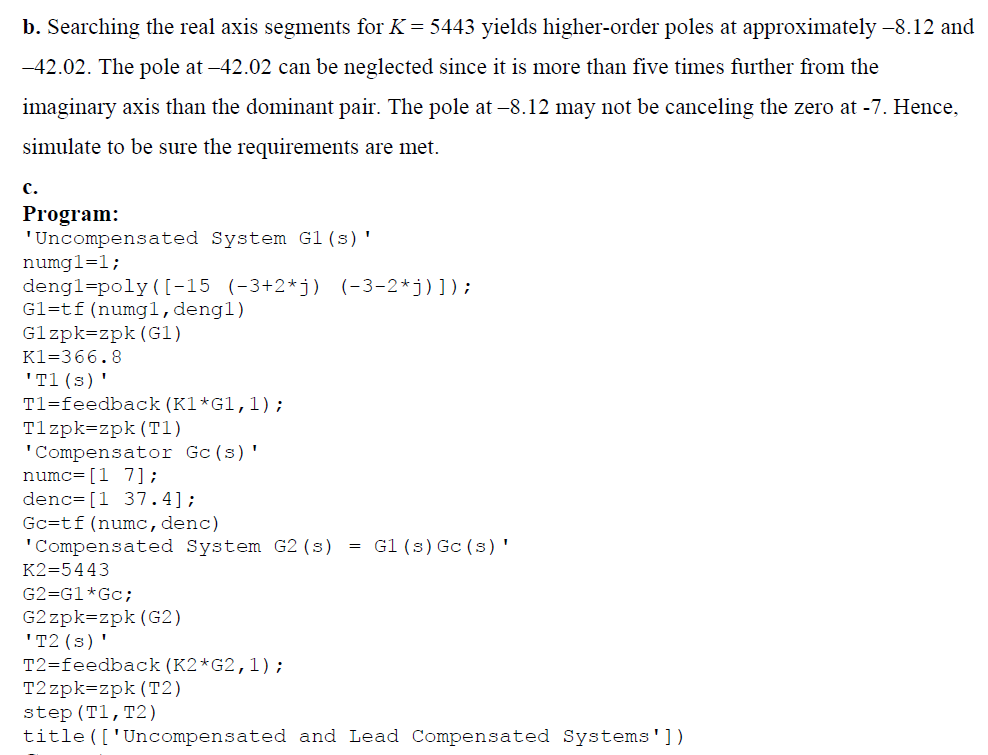 b. Searching the real axis segments for K = 5443 yields higher-order poles at approximately –8.12 and
–42.02. The pole at –42.02 can be neglected since it is more than five times further from the
imaginary axis than the dominant pair. The pole at –8.12 may not be canceling the zero at -7. Hence,
simulate to be sure the requirements are met.
c.
Program:
'Uncompensated System G1(s)'
numg1=1;
deng1=poly([-15 (-3+2*j) (-3-2*j)]);
G1=tf(numg1,deng1)
G1zpk=zpk(G1)
K1=366.8
'T1(s)'
T1=feedback(K1*G1,1);
T1zpk=zpk(T1)
'Compensator Gc(s)'
numc=[1 7];
denc=[1 37.4];
Gc=tf(numc,denc)
'Compensated System G2(s) = G1(s)Gc(s)'
K2=5443
G2=G1*Gc;
G2zpk=zpk(G2)
'T2(s)'
T2=feedback(K2*G2,1);
T2zpk=zpk(T2)
step(T1,T2)
title(['Uncompensated and Lead Compensated Systems'])